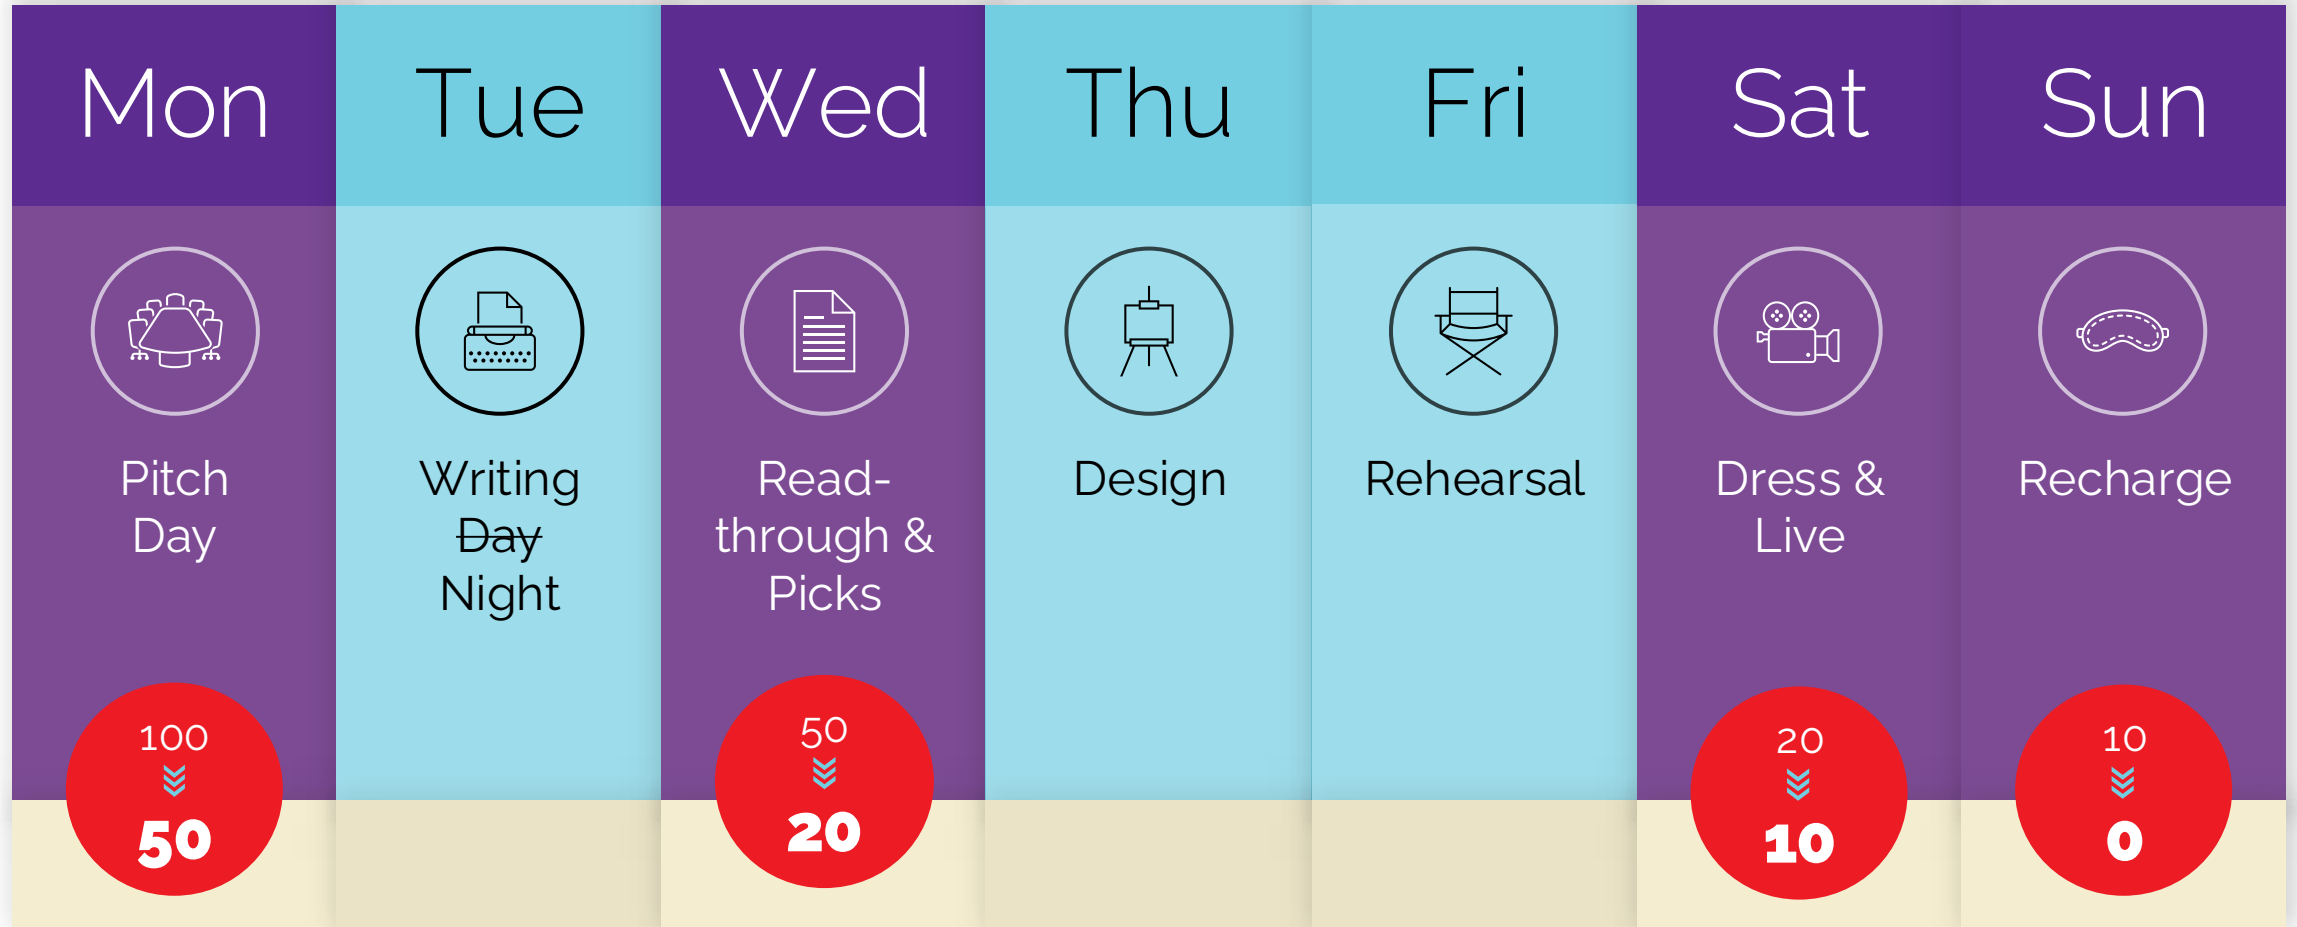 Mon
Tue
Wed
Thu
Fri
Sat
Sun
Pitch
Day
Writing
Day
Night
Read-
through &
Picks
Design
Rehearsal
Dress &
Live
Recharge
100
50
50
20
20
10
10
0